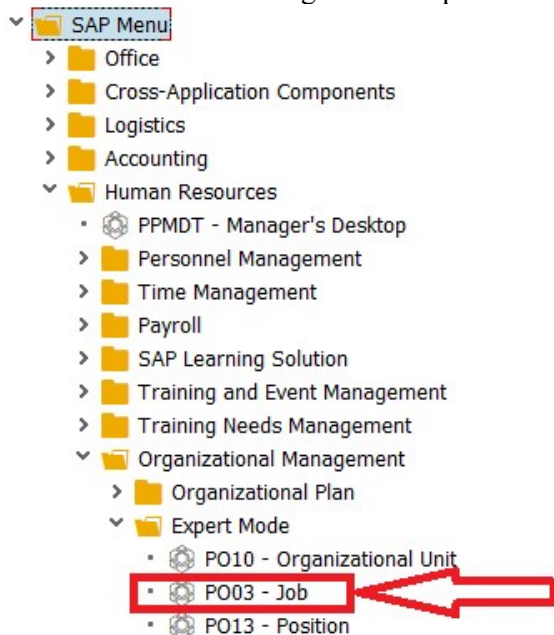 SAP Menu
Office
Cross-Application Components
Logistics
Accounting
Human Resources
PPMDT - Manager's Desktop
Personnel Management
Time Management
Payroll
SAP Learning Solution
Training and Event Management
Training Needs Management
Organizational Management
Organizational Plan
Expert Mode
PO10 - Organizational Unit
PO03 - Job
PO13 - Position